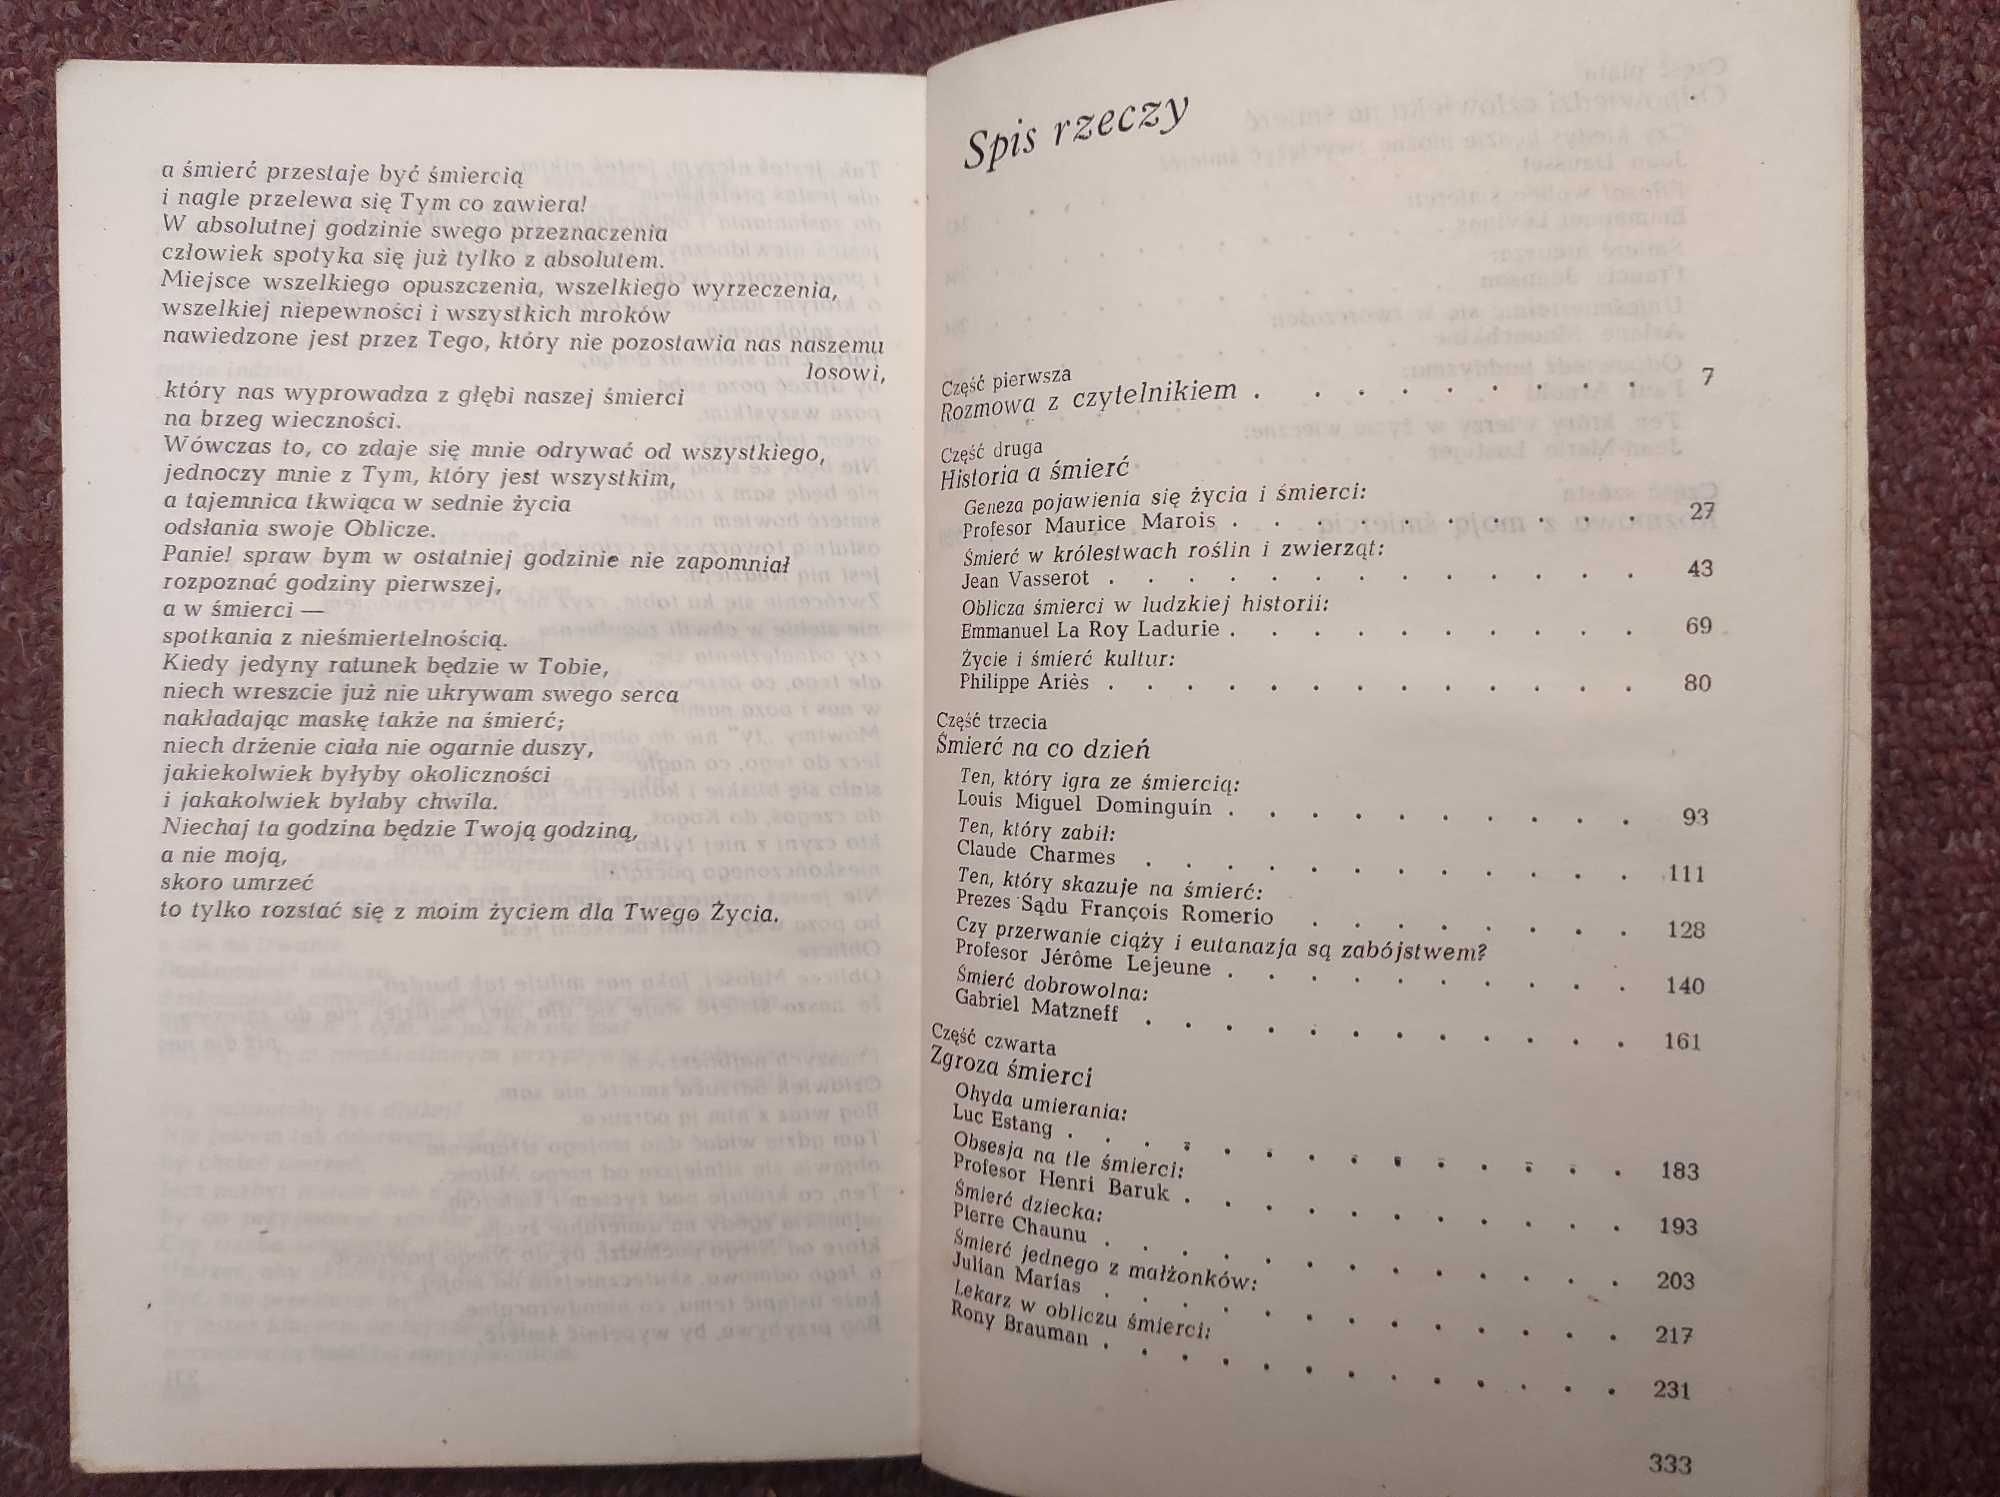 a śmierć przestaje być śmiercią
i nagle przelewa się Tym co zawiera!
W absolutnej godzinie swego przeznaczenia
człowiek spotyka się już tylko z absolutem.
Miejsce wszelkiego opuszczenia, wszelkiego wyrzeczenia,
wszelkiej niepewności i wszystkich mroków
nawiedzone jest przez Tego, który nie pozostawia nas naszemu
losowi,
który nas wyprowadza z głębi naszej śmierci
na brzeg wieczności.
Wówczas to, co zdaje się mnie odrywać od wszystkiego,
jednoczy mnie z Tym, który jest wszystkim,
a tajemnica tkwiąca w sednie życia
odsłania swoje Oblicze.
Panie! spraw bym w ostatniej godzinie nie zapomniał
rozpoznać godziny pierwszej,
a w śmierci —
spotkania z nieśmiertelnością.
Kiedy jedyny ratunek będzie w Tobie,
niech wreszcie już nie ukrywam swego serca
nakładając maskę także na śmierć;
niech drżenie ciała nie ogarnie duszy,
jakiekolwiek byłyby okoliczności
i jakakolwiek byłaby chwila.
Niechaj ta godzina będzie Twoją godziną,
a nie moją,
skoro umrzeć
to tylko rozstać się z moim życiem dla Twego Życia.
Spis rzeczy
Część pierwsza
Rozmowa z czytelnikiem . . . . . . . . 7
Część druga
Historia a śmierć
Geneza pojawienia się życia i śmierci:
Profesor Maurice Marois . . . . . . . . . . 27
Śmierć w królestwach roślin i zwierząt:
Jean Vasserot . . . . . . . . . . . . . 43
Oblicza śmierci w ludzkiej historii:
Emmanuel La Roy Ladurie . . . . . . . . . . 69
Życie i śmierć kultur:
Philippe Ariès . . . . . . . . . . . . . 80
Część trzecia
Śmierć na co dzień
Ten, który igra ze śmiercią:
Louis Miguel Dominguín . . . . . . . . . . 93
Ten, który zabił:
Claude Charmes . . . . . . . . . . . . 111
Ten, który skazuje na śmierć:
Prezes Sądu François Romerio . . . . . . . . 128
Czy przerwanie ciąży i eutanazja są zabójstwem?
Profesor Jérôme Lejeune . . . . . . . . . . 140
Śmierć dobrowolna:
Gabriel Matzneff . . . . . . . . . . . . 161
Część czwarta
Zgroza śmierci
Ohyda umierania:
Luc Estang . . . . . . . . . . . . . . 183
Obsesja na tle śmierci:
Profesor Henri Baruk . . . . . . . . . . . 193
Śmierć dziecka:
Pierre Chaunu . . . . . . . . . . . . . 203
Śmierć jednego z małżonków:
Julian Marías . . . . . . . . . . . . . 217
Lekarz w obliczu śmierci:
Rony Brauman . . . . . . . . . . . . . 231
333